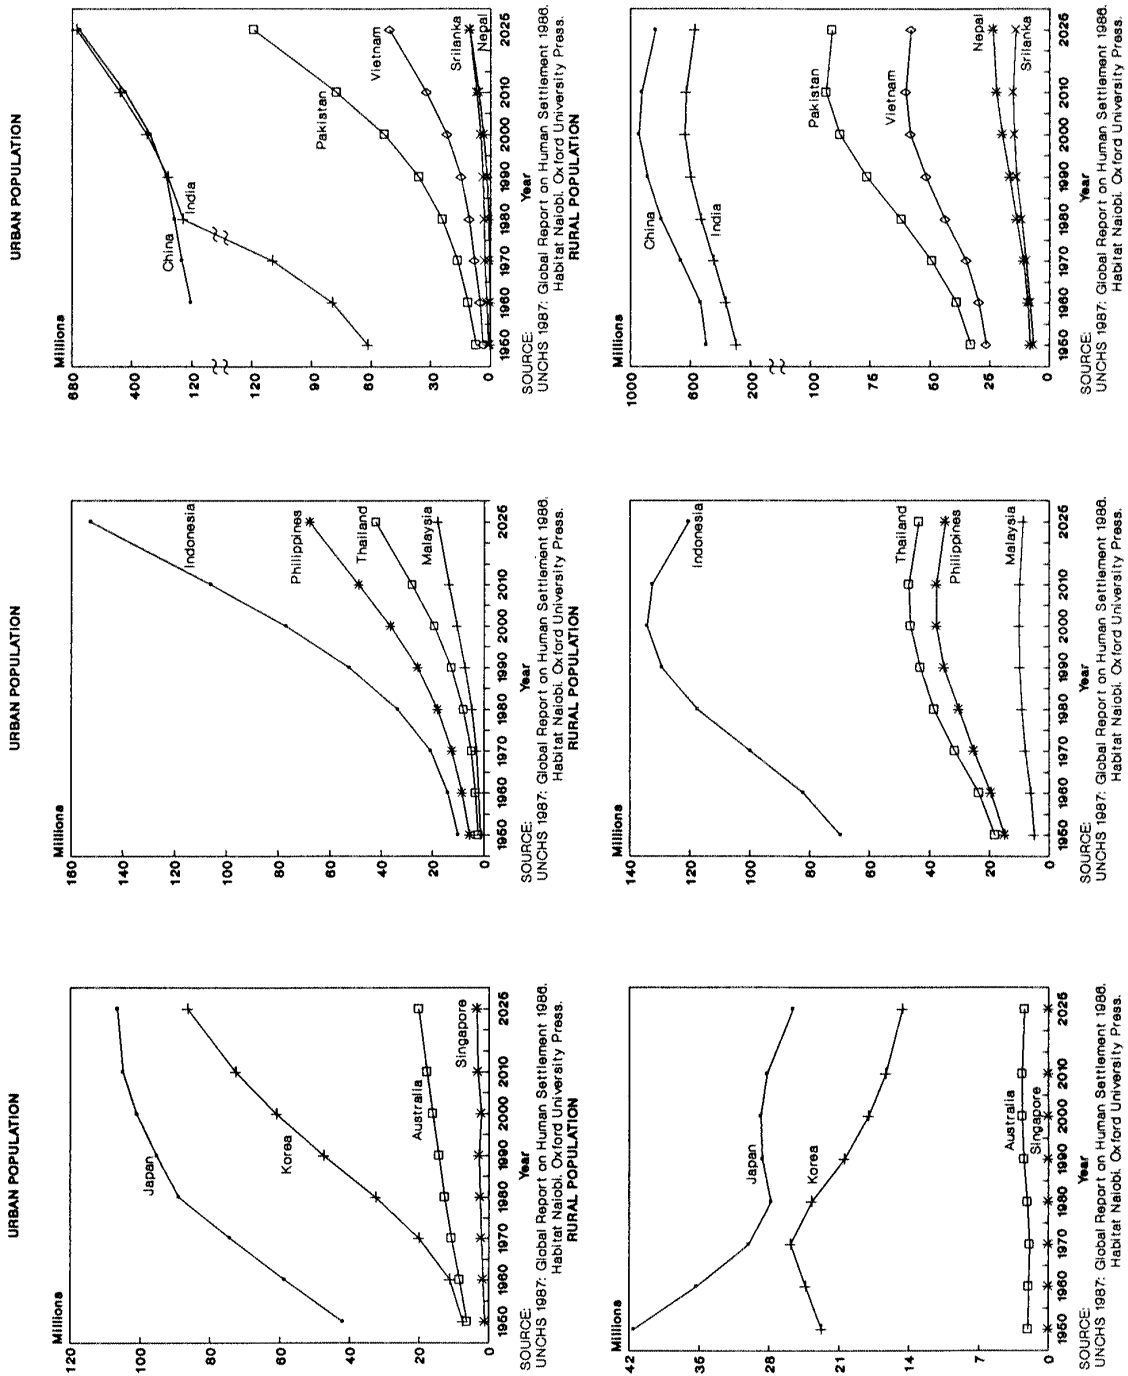 URBAN POPULATION
Millions
120
100
80
60
40
20
0
Japan
Korea
Australia
Singapore
1950 1960 1970 1980 1990 2000 2010 2025
Year
SOURCE:
UNCHS 1987: Global Report on Human Settlement 1986.
Habitat Naiobi. Oxford University Press.
URBAN POPULATION
Millions
160
140
120
100
80
60
40
20
0
Indonesia
Philippines
Thailand
Malaysia
1950 1960 1970 1980 1990 2000 2010 2025
Year
SOURCE:
UNCHS 1987: Global Report on Human Settlement 1986.
Habitat Naiobi. Oxford University Press.
URBAN POPULATION
Millions
680
400
120
120
90
60
30
0
China
India
Pakistan
Vietnam
Srilanka
Nepal
1950 1960 1970 1980 1990 2000 2010 2025
Year
SOURCE:
UNCHS 1987: Global Report on Human Settlement 1986.
Habitat Naiobi. Oxford University Press.
RURAL POPULATION
Millions
42
36
28
21
14
7
0
Japan
Korea
Australia
Singapore
1950 1960 1970 1980 1990 2000 2010 2025
Year
SOURCE:
UNCHS 1987: Global Report on Human Settlement 1986.
Habitat Naiobi. Oxford University Press.
RURAL POPULATION
Millions
140
120
100
80
60
40
20
0
Indonesia
Thailand
Philippines
Malaysia
1950 1960 1970 1980 1990 2000 2010 2025
Year
SOURCE:
UNCHS 1987: Global Report on Human Settlement 1986.
Habitat Naiobi. Oxford University Press.
RURAL POPULATION
Millions
1000
600
200
100
75
50
25
0
China
India
Pakistan
Vietnam
Nepal
Srilanka
1950 1960 1970 1980 1990 2000 2010 2025
Year
SOURCE:
UNCHS 1987: Global Report on Human Settlement 1986.
Habitat Naiobi. Oxford University Press.